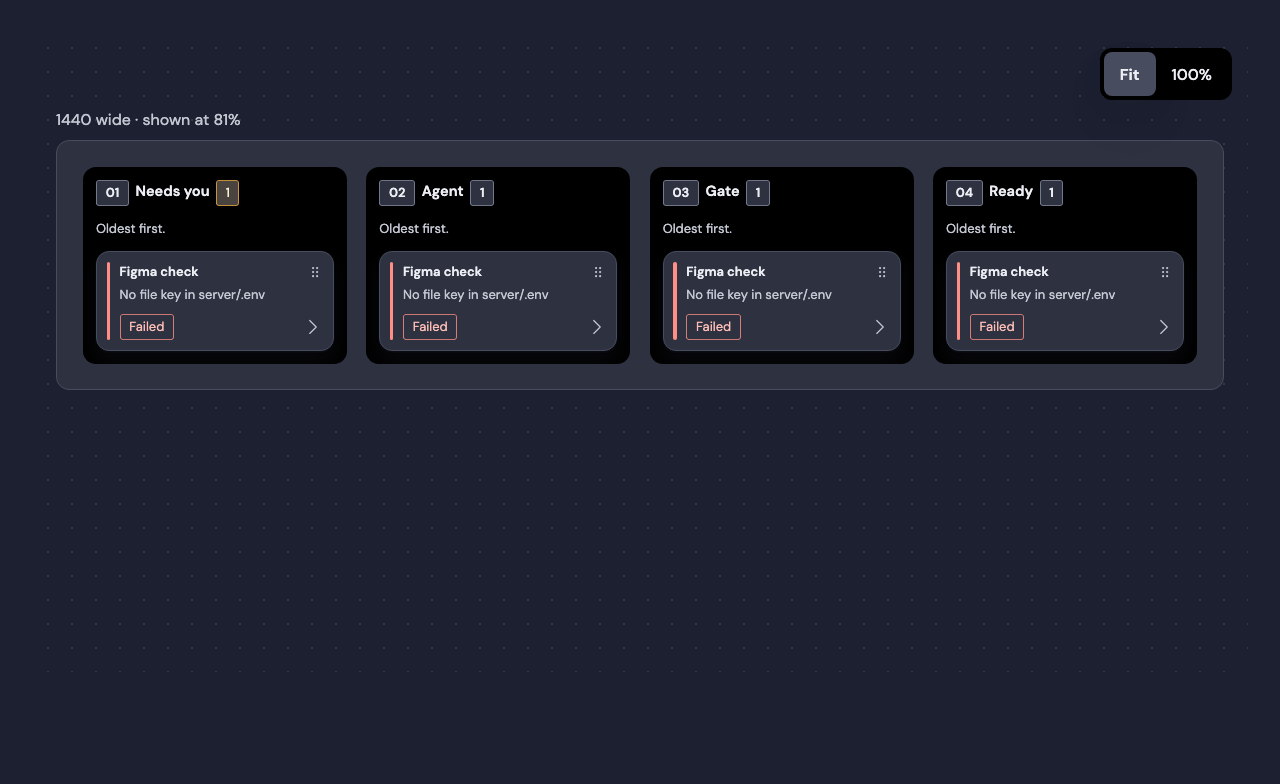 Fit 100%
1440 wide · shown at 81%
01 Needs you 1
Oldest first.
Figma check
No file key in server/.env
Failed
02 Agent 1
Oldest first.
Figma check
No file key in server/.env
Failed
03 Gate 1
Oldest first.
Figma check
No file key in server/.env
Failed
04 Ready 1
Oldest first.
Figma check
No file key in server/.env
Failed